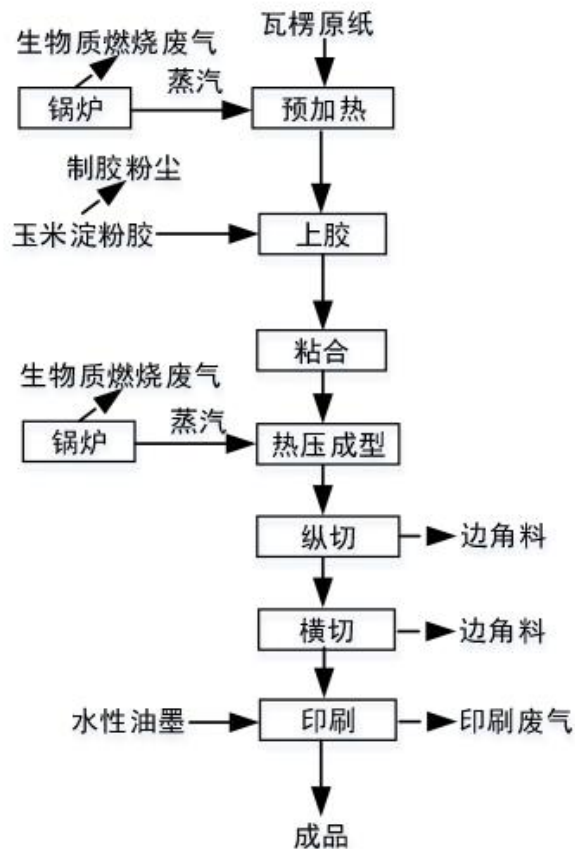 瓦楞原纸
生物质燃烧废气
蒸汽
锅炉
预加热
制胶粉尘
玉米淀粉胶
上胶
粘合
生物质燃烧废气
蒸汽
锅炉
热压成型
纵切
边角料
横切
边角料
水性油墨
印刷
印刷废气
成品